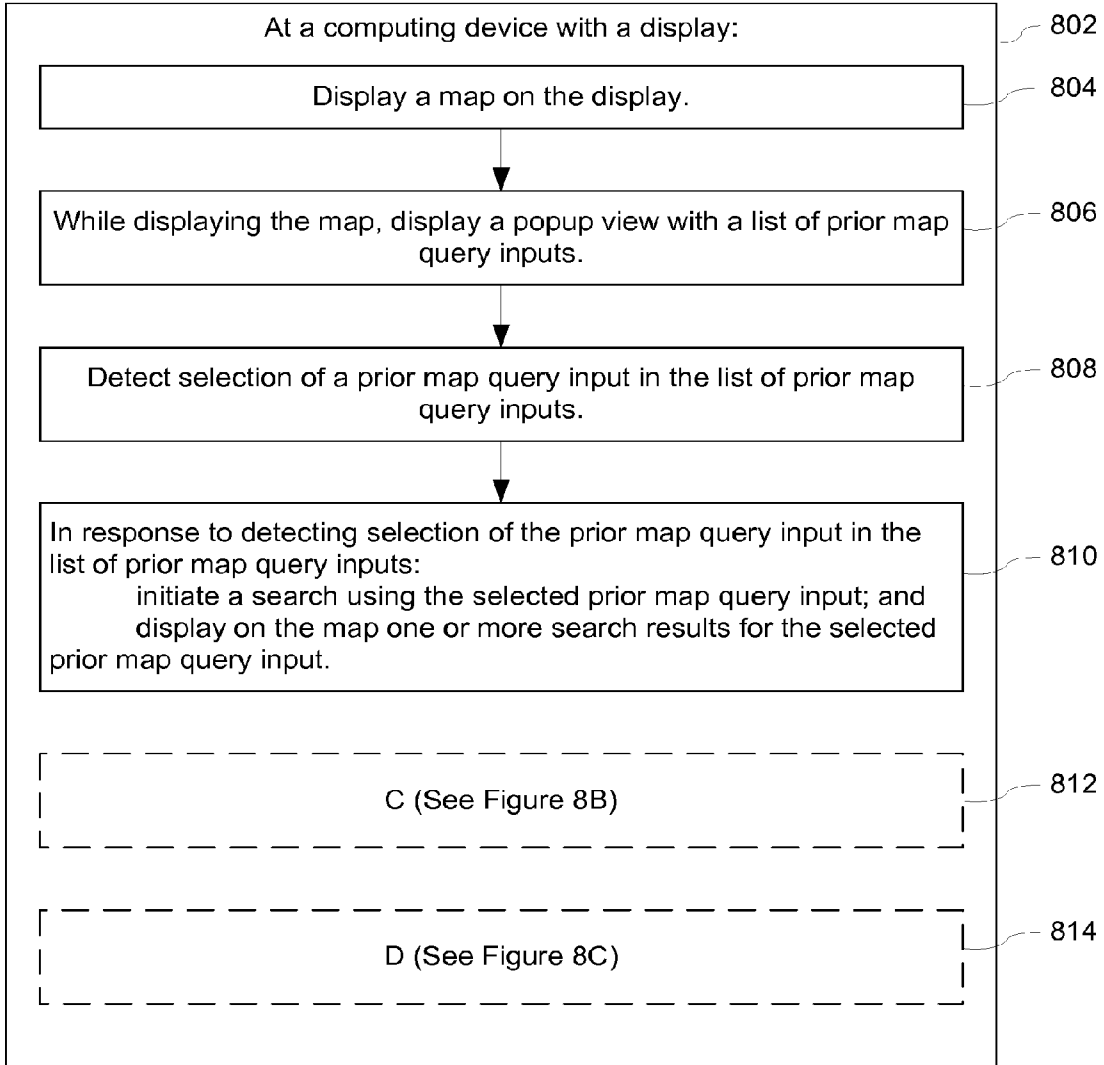 At a computing device with a display:
802
Display a map on the display.
804
While displaying the map, display a popup view with a list of prior map
query inputs.
806
Detect selection of a prior map query input in the list of prior map
query inputs.
808
In response to detecting selection of the prior map query input in the
list of prior map query inputs:
initiate a search using the selected prior map query input; and
display on the map one or more search results for the selected
prior map query input.
810
C (See Figure 8B)
812
D (See Figure 8C)
814